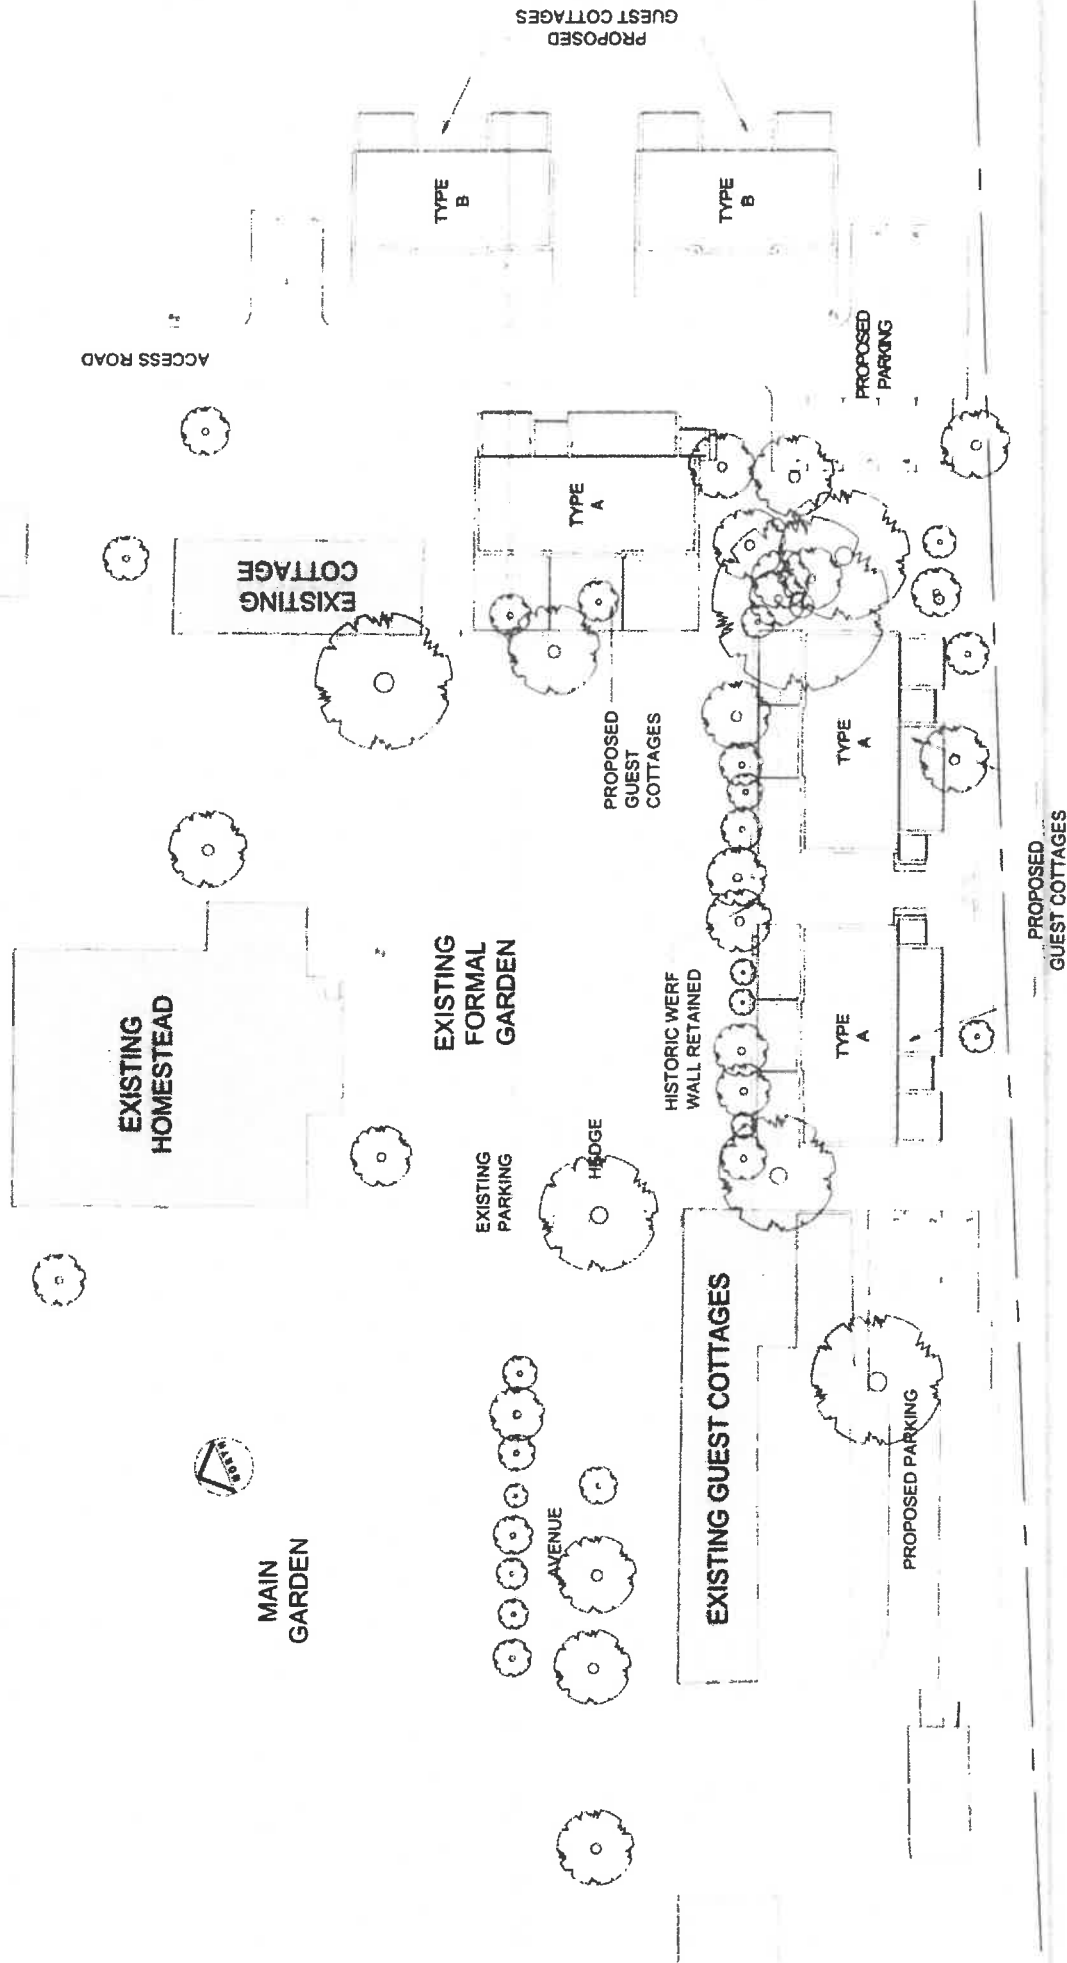 PROPOSED
GUEST COTTAGES
TYPE
B
TYPE
B
ACCESS ROAD
PROPOSED
PARKING
EXISTING
COTTAGE
TYPE
A
PROPOSED
GUEST
COTTAGES
TYPE
A
PROPOSED
GUEST COTTAGES
EXISTING
HOMESTEAD
EXISTING
FORMAL
GARDEN
HISTORIC WERF
WALL RETAINED
TYPE
A
EXISTING
PARKING
HEDGE
NORTH
MAIN
GARDEN
AVENUE
EXISTING GUEST COTTAGES
PROPOSED PARKING